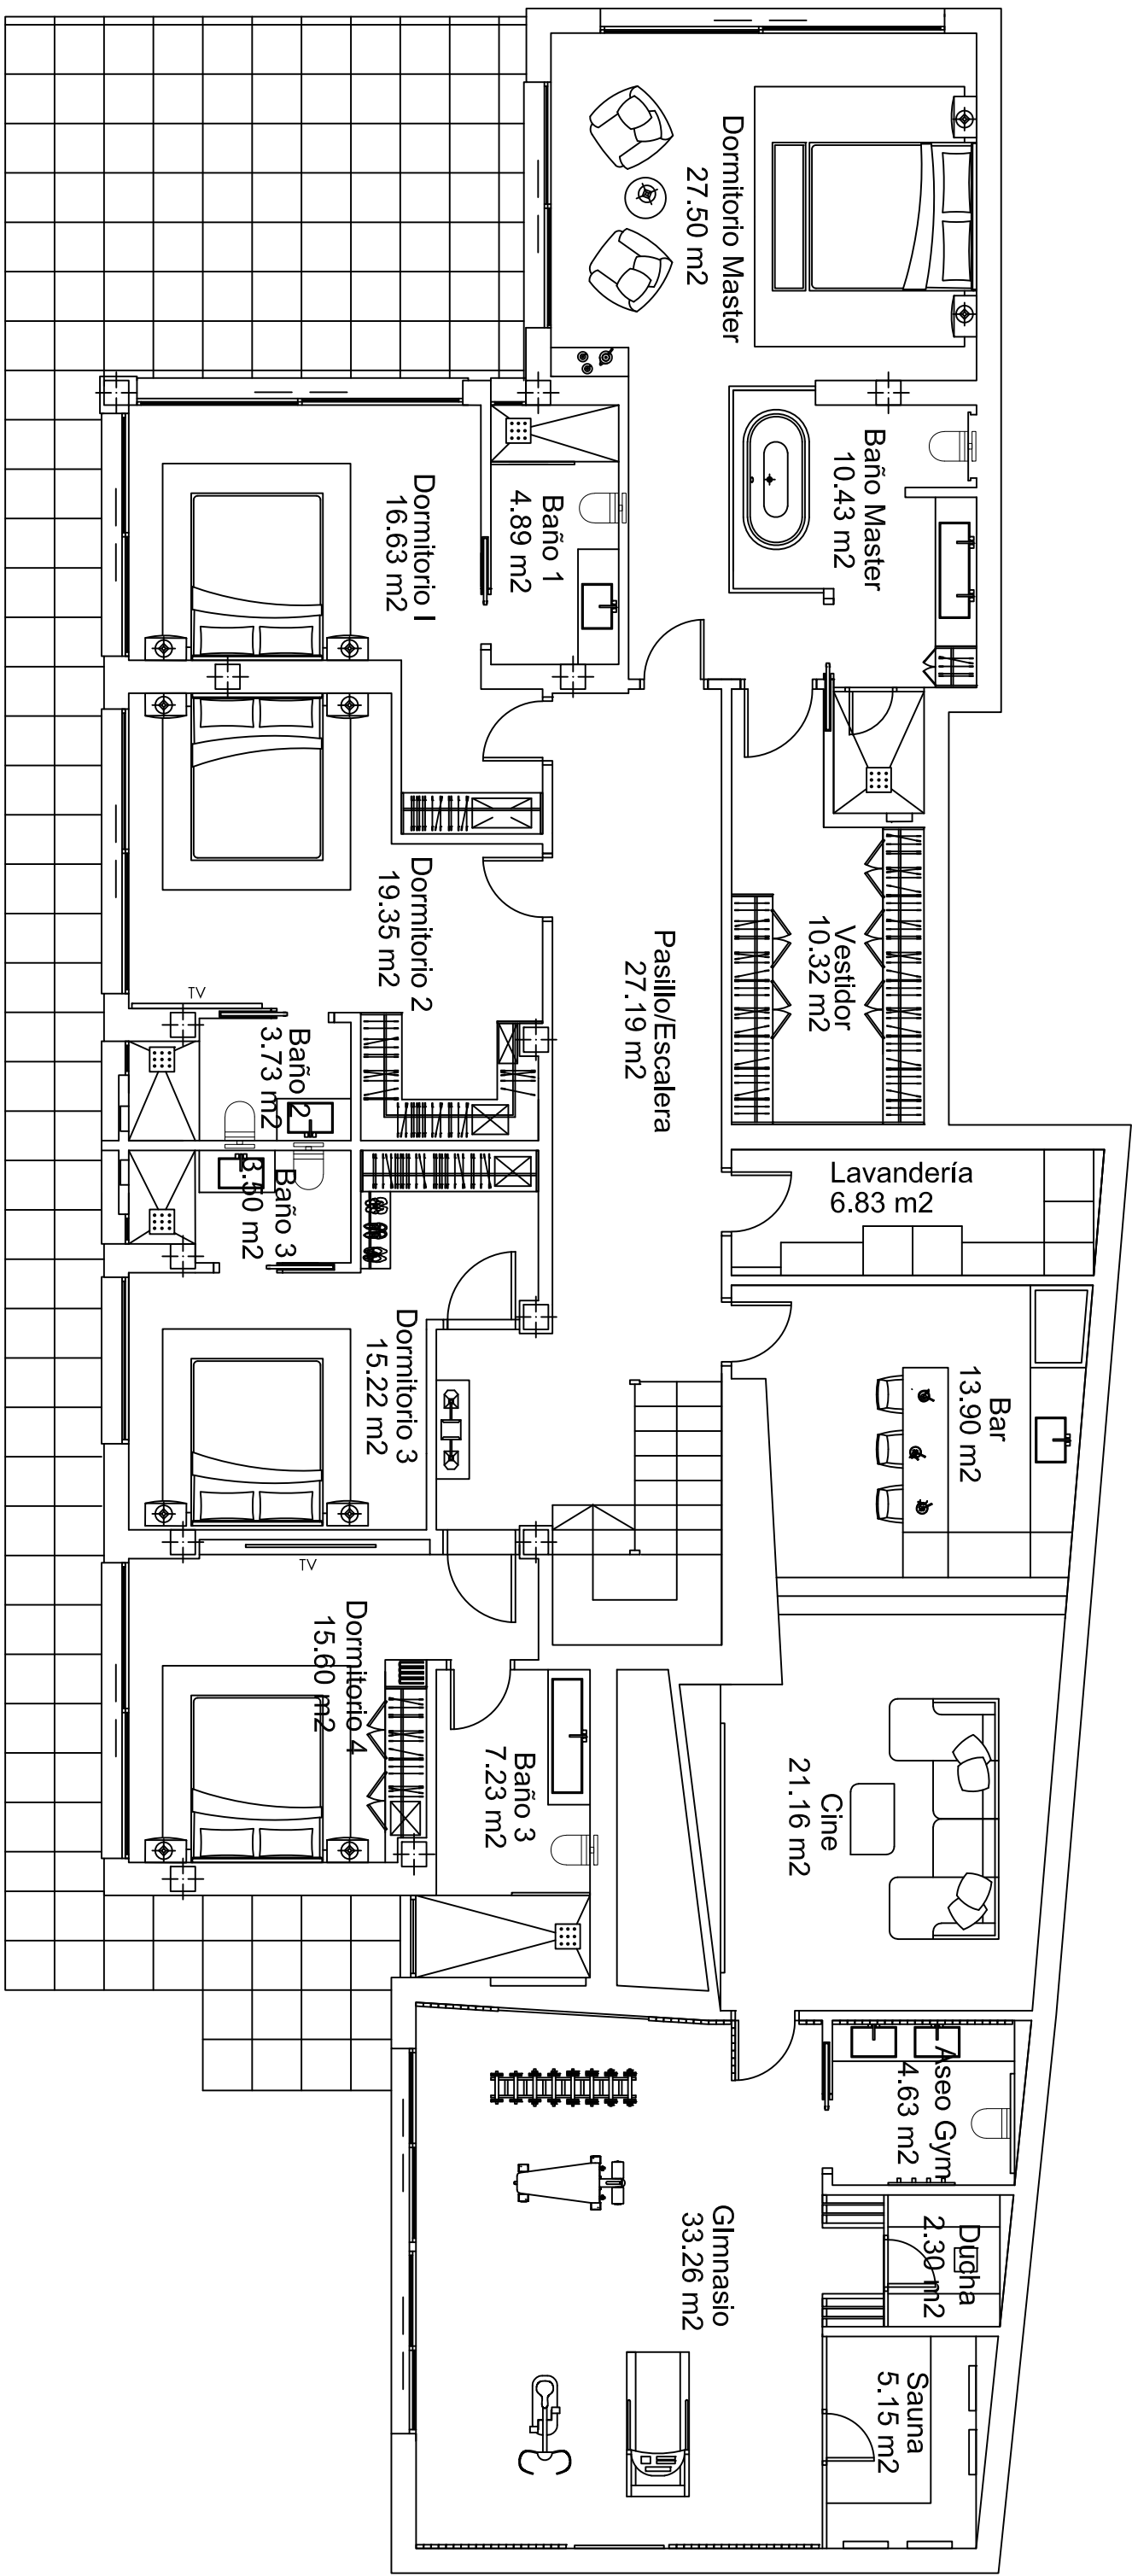 Dormitorio Master
27.50 m2
Baño Master
10.43 m2
Baño 1
4.89 m2
Dormitorio I
16.63 m2
Vestidor
10.32 m2
Pasillo/Escalera
27.19 m2
Dormitorio 2
19.35 m2
TV
Baño 2
3.73 m2
Baño 3
3.50 m2
Lavandería
6.83 m2
Bar
13.90 m2
Dormitorio 3
15.22 m2
TV
Dormitorio 4
15.60 m2
Baño 3
7.23 m2
Cine
21.16 m2
Aseo Gym
4.63 m2
Ducha
2.30 m2
GImnasio
33.26 m2
Sauna
5.15 m2